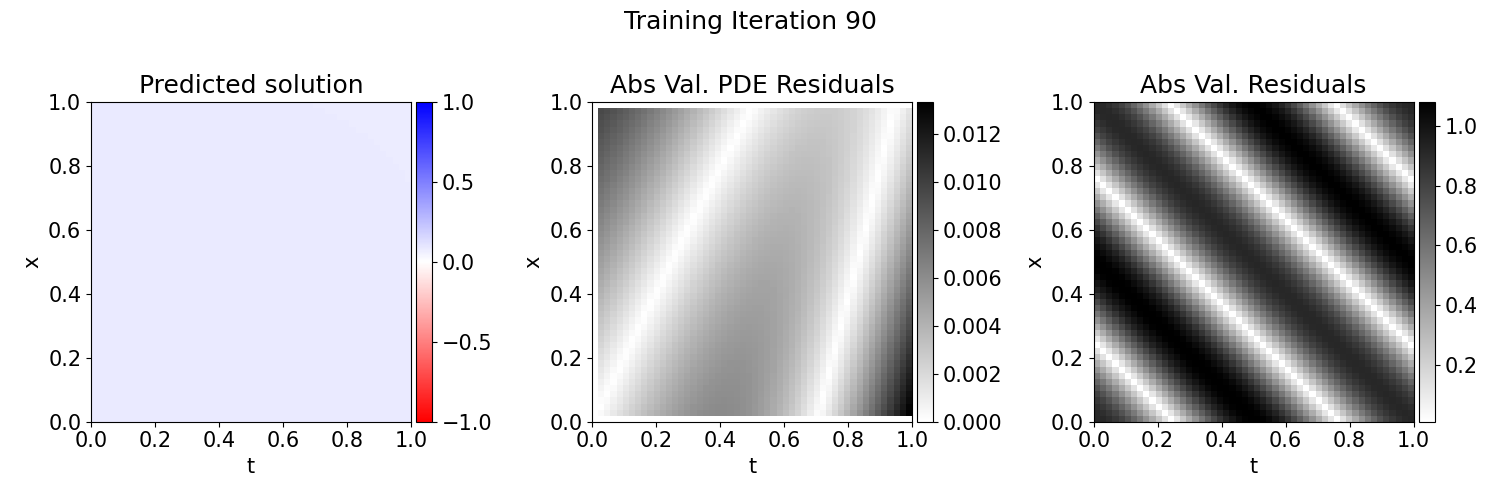 Training Iteration 90
Predicted solution
1.0
0.8
0.6
0.4
0.2
0.0
x
0.0 0.2 0.4 0.6 0.8 1.0
t
1.0
0.5
0.0
−0.5
−1.0
Abs Val. PDE Residuals
1.0
0.8
0.6
0.4
0.2
0.0
x
0.0 0.2 0.4 0.6 0.8 1.0
t
0.012
0.010
0.008
0.006
0.004
0.002
0.000
Abs Val. Residuals
1.0
0.8
0.6
0.4
0.2
0.0
x
0.0 0.2 0.4 0.6 0.8 1.0
t
1.0
0.8
0.6
0.4
0.2